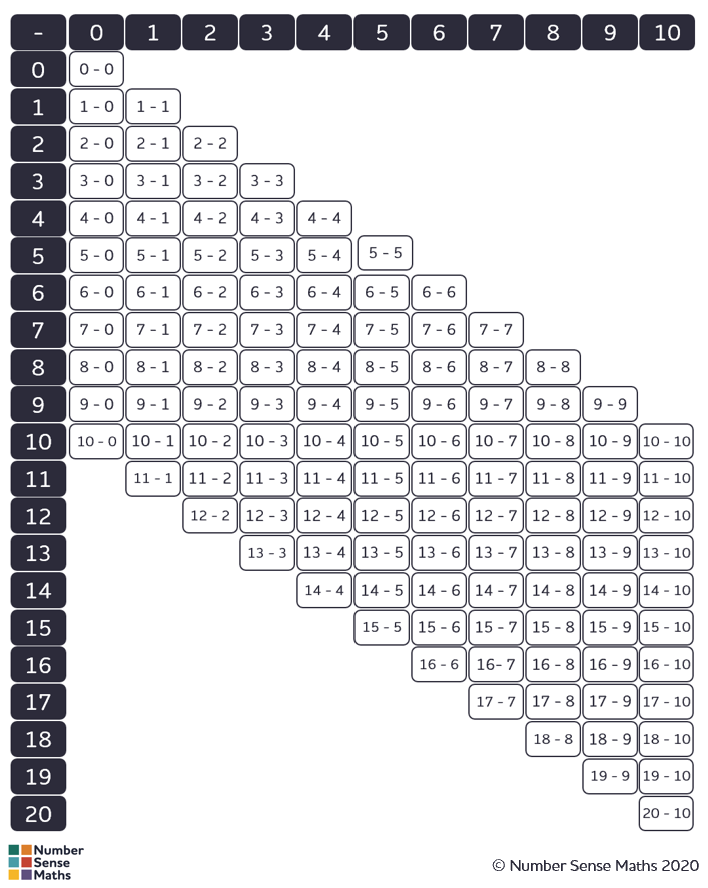 - 0 1 2 3 4 5 6 7 8 9 10
0 0 - 0
1 1 - 0 1 - 1
2 2 - 0 2 - 1 2 - 2
3 3 - 0 3 - 1 3 - 2 3 - 3
4 4 - 0 4 - 1 4 - 2 4 - 3 4 - 4
5 5 - 0 5 - 1 5 - 2 5 - 3 5 - 4 5 - 5
6 6 - 0 6 - 1 6 - 2 6 - 3 6 - 4 6 - 5 6 - 6
7 7 - 0 7 - 1 7 - 2 7 - 3 7 - 4 7 - 5 7 - 6 7 - 7
8 8 - 0 8 - 1 8 - 2 8 - 3 8 - 4 8 - 5 8 - 6 8 - 7 8 - 8
9 9 - 0 9 - 1 9 - 2 9 - 3 9 - 4 9 - 5 9 - 6 9 - 7 9 - 8 9 - 9
10 10 - 0 10 - 1 10 - 2 10 - 3 10 - 4 10 - 5 10 - 6 10 - 7 10 - 8 10 - 9 10 - 10
11 11 - 1 11 - 2 11 - 3 11 - 4 11 - 5 11 - 6 11 - 7 11 - 8 11 - 9 11 - 10
12 12 - 2 12 - 3 12 - 4 12 - 5 12 - 6 12 - 7 12 - 8 12 - 9 12 - 10
13 13 - 3 13 - 4 13 - 5 13 - 6 13 - 7 13 - 8 13 - 9 13 - 10
14 14 - 4 14 - 5 14 - 6 14 - 7 14 - 8 14 - 9 14 - 10
15 15 - 5 15 - 6 15 - 7 15 - 8 15 - 9 15 - 10
16 16 - 6 16- 7 16 - 8 16 - 9 16 - 10
17 17 - 7 17 - 8 17 - 9 17 - 10
18 18 - 8 18 - 9 18 - 10
19 19 - 9 19 - 10
20 20 - 10
Number
Sense
Maths
© Number Sense Maths 2020